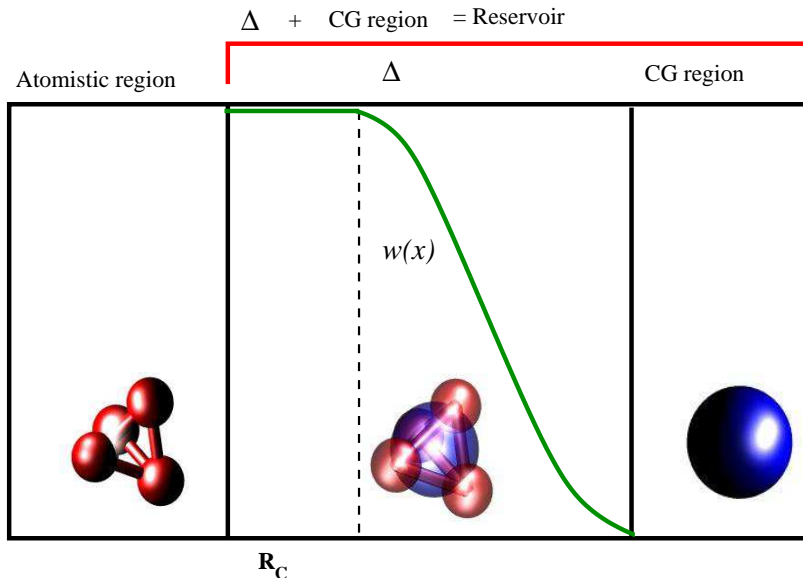 Δ + CG region = Reservoir
Atomistic region Δ CG region
w(x)
R_C